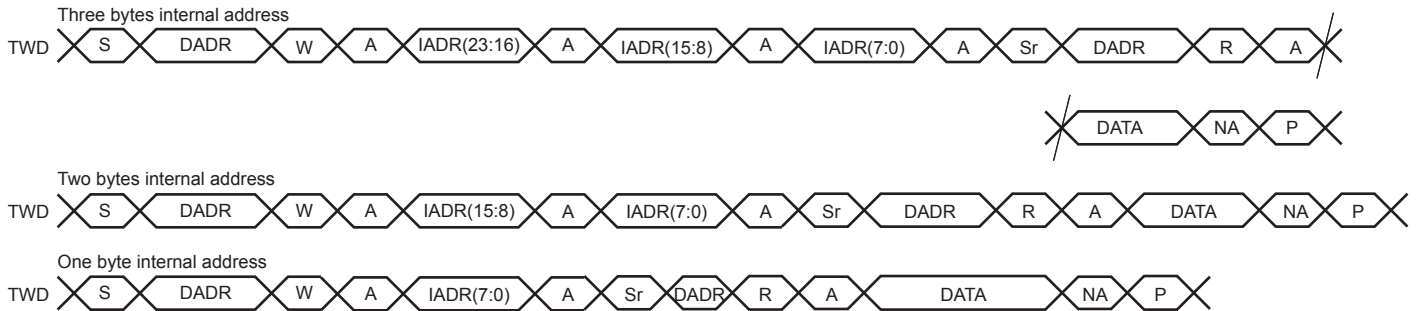 Three bytes internal address
TWD S DADR W A IADR(23:16) A IADR(15:8) A IADR(7:0) A Sr DADR R A
DATA NA P
Two bytes internal address
TWD S DADR W A IADR(15:8) A IADR(7:0) A Sr DADR R A DATA NA P
One byte internal address
TWD S DADR W A IADR(7:0) A Sr DADR R A DATA NA P